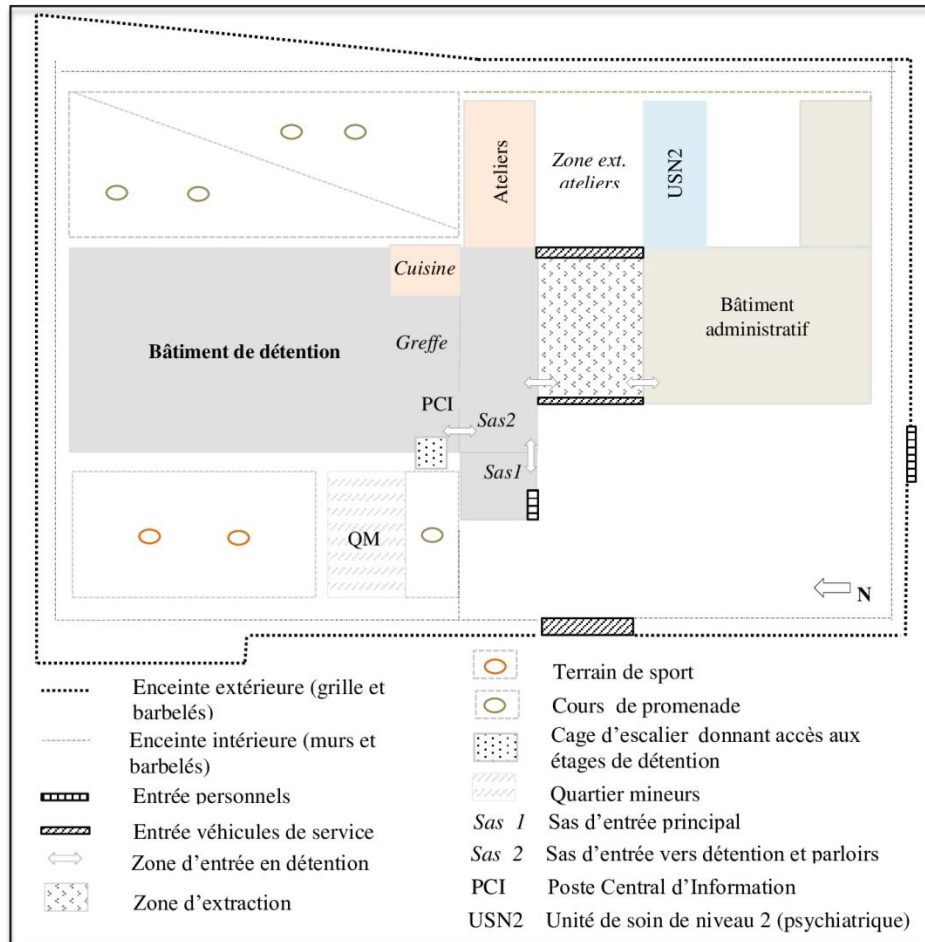 Ateliers
Zone ext.
ateliers
USN2
Cuisine
Bâtiment
administratif
Bâtiment de détention
Greffe
PCI
Sas2
Sas1
QM
N
Enceinte extérieure (grille et
barbelés)
Enceinte intérieure (murs et
barbelés)
Entrée personnels
Entrée véhicules de service
Zone d'entrée en détention
Zone d'extraction
Terrain de sport
Cours de promenade
Cage d'escalier donnant accès aux
étages de détention
Quartier mineurs
Sas 1 Sas d'entrée principal
Sas 2 Sas d'entrée vers détention et parloirs
PCI Poste Central d'Information
USN2 Unité de soin de niveau 2 (psychiatrique)